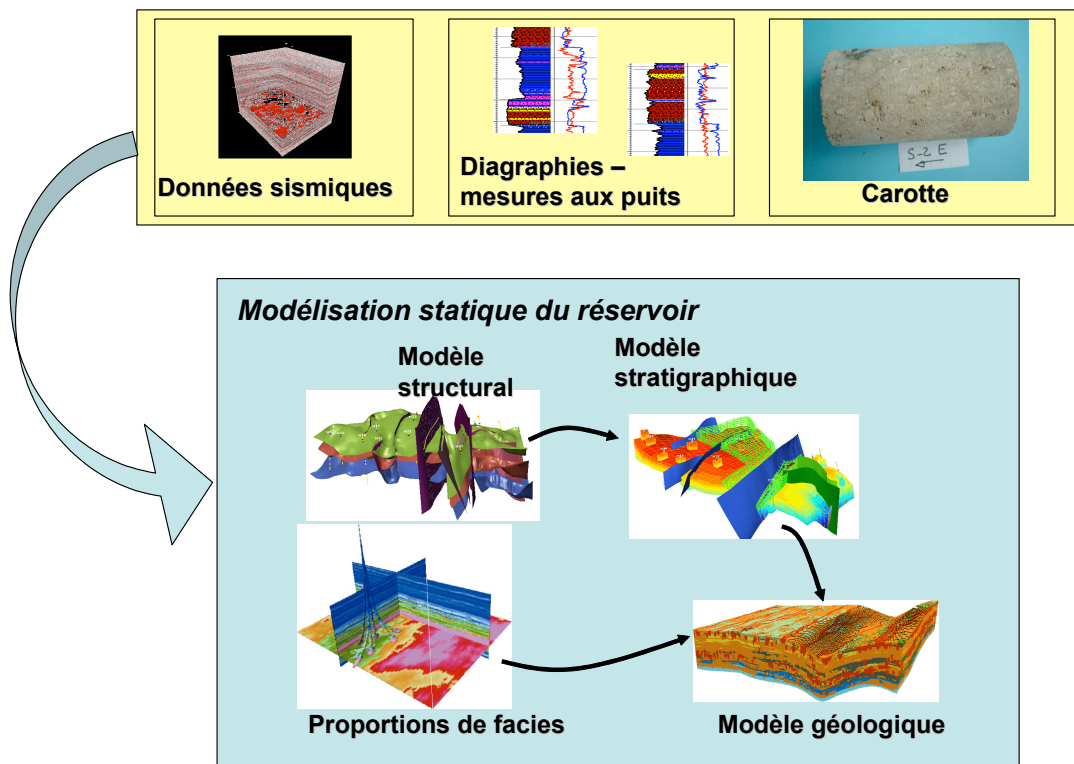 Données sismiques
Diagraphies –
mesures aux puits
S-2 E
Carotte
Modélisation statique du réservoir
Modèle
structural
Modèle
stratigraphique
Proportions de facies
Modèle géologique